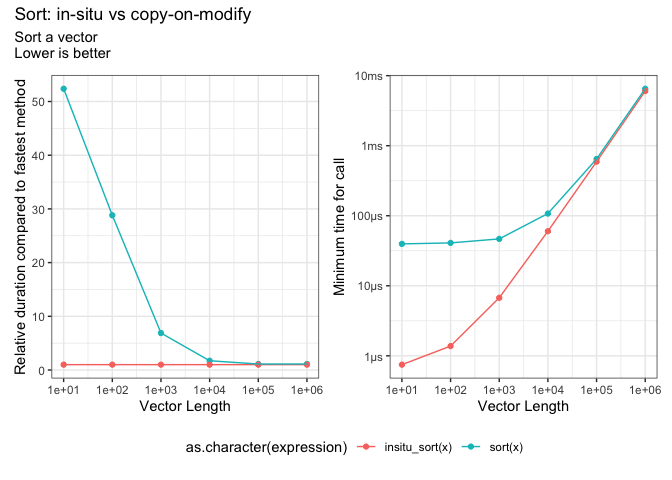 Sort: in-situ vs copy-on-modify
Sort a vector
Lower is better
Relative duration compared to fastest method
50
40
30
20
10
0
1e+01 1e+02 1e+03 1e+04 1e+05 1e+06
Vector Length
Minimum time for call
10ms
1ms
100µs
10µs
1µs
1e+01 1e+02 1e+03 1e+04 1e+05 1e+06
Vector Length
as.character(expression) insitu_sort(x) sort(x)